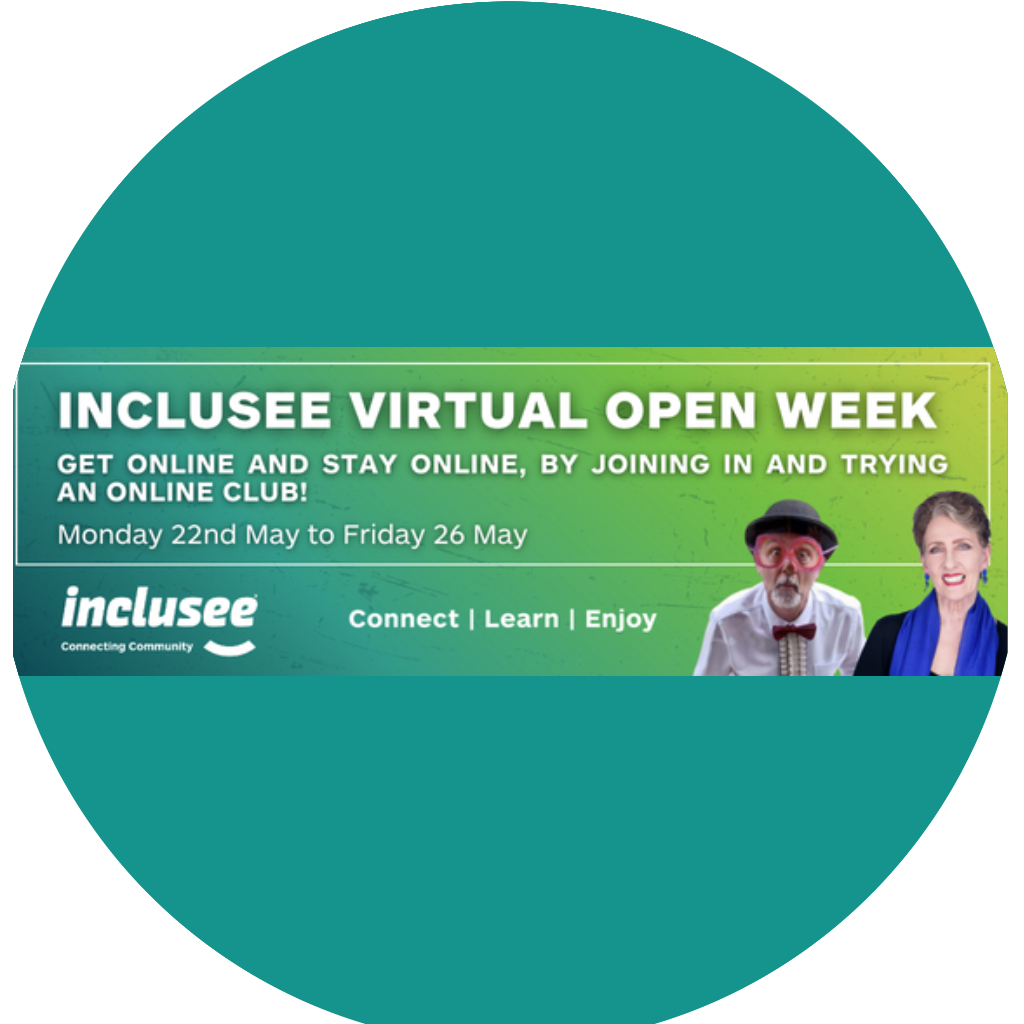 INCLUSEE VIRTUAL OPEN WEEK
GET ONLINE AND STAY ONLINE, BY JOINING IN AND TRYING
AN ONLINE CLUB!
Monday 22nd May to Friday 26 May
inclusee
Connecting Community
Connect | Learn | Enjoy